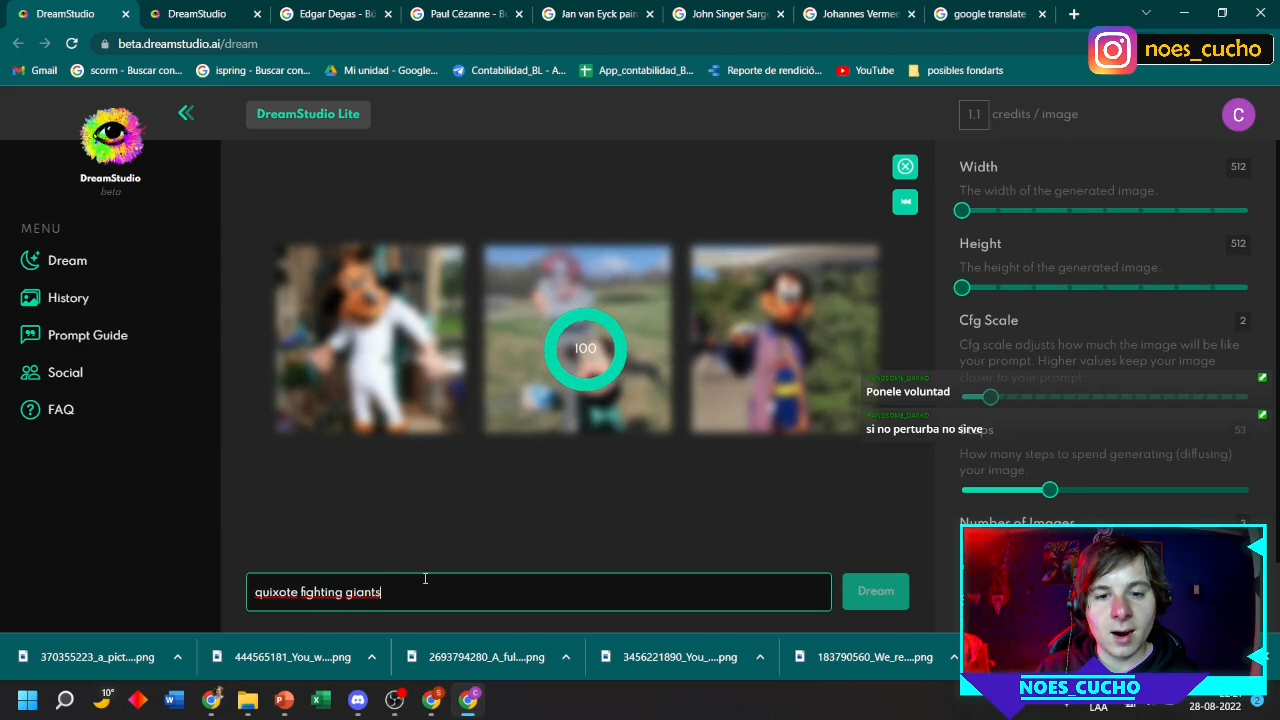 DreamStudio
DreamStudio
Edgar Degas - Bú
Paul Cézanne - Bu
Jan van Eyck pain
John Singer Sarge
Johannes Vermee
google translate -
beta.dreamstudio.ai/dream
noes_cucho
Gmail
scorm - Buscar con...
ispring - Buscar con...
Mi unidad - Google...
Contabilidad_BL - A...
App_contabilidad_B...
Reporte de rendició...
YouTube
posibles fondarts
DreamStudio Lite
1,1 credits / image
C
DreamStudio
beta
MENU
Dream
History
Prompt Guide
Social
FAQ
100
Width
512
The width of the generated image.
Height
512
The height of the generated image.
Cfg Scale
2
Cfg scale adjusts how much the image will be like
your prompt. Higher values keep your image
closer to your prompt.
HANDSOME_DARKO
Ponele voluntad
HANDSOME_DARKO
si no perturba no sirve
53
How many steps to spend generating (diffusing)
your image.
Number of Images
quixote fighting giants
Dream
370355223_a_pict....png
444565181_You_w....png
2693794280_A_ful....png
3456221890_You_....png
183790560_We_re....png
10°
NOES_CUCHO
LAA
28-08-2022
2